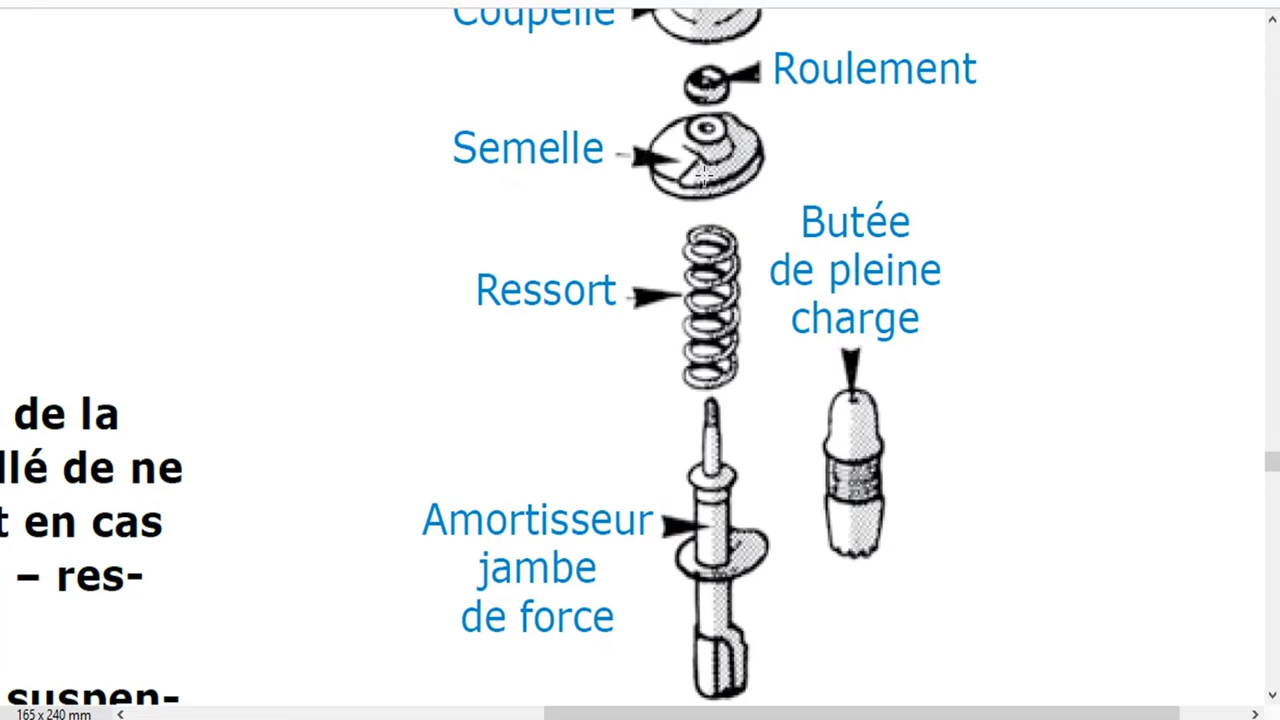 Coupelle
Roulement
Semelle
Butée
de pleine
charge
Ressort
de la
llé de ne
t en cas
– res-
Amortisseur
jambe
de force
suspen-
165 x 240 mm